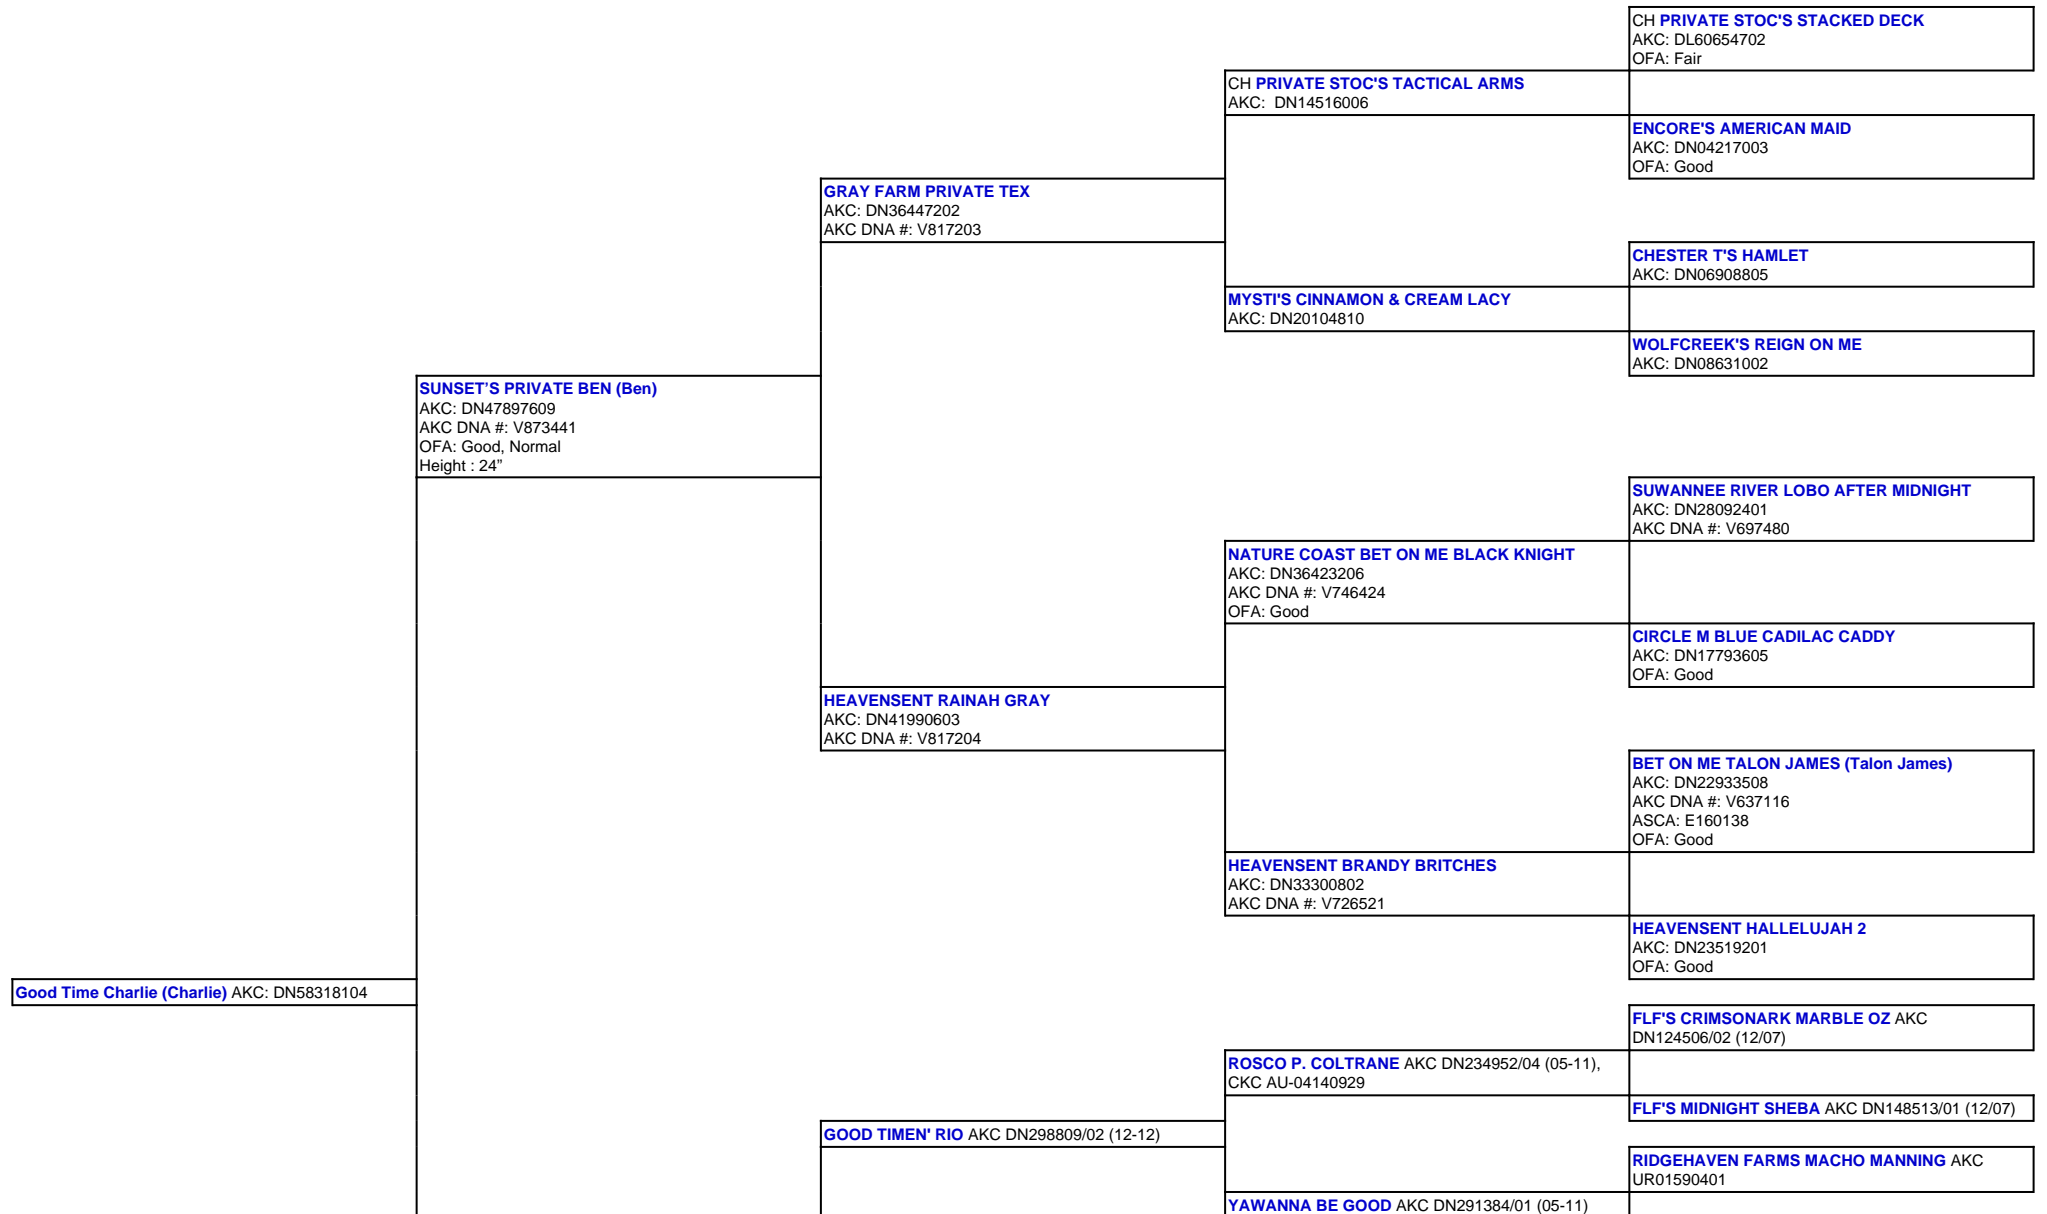 CH PRIVATE STOC'S STACKED DECK
AKC: DL60654702
OFA: Fair
CH PRIVATE STOC'S TACTICAL ARMS
AKC:  DN14516006
ENCORE'S AMERICAN MAID
AKC: DN04217003
OFA: Good
GRAY FARM PRIVATE TEX
AKC: DN36447202
AKC DNA #: V817203
CHESTER T'S HAMLET
AKC: DN06908805
MYSTI'S CINNAMON & CREAM LACY
AKC: DN20104810
WOLFCREEK'S REIGN ON ME
AKC: DN08631002
SUNSET’S PRIVATE BEN (Ben)
AKC: DN47897609
AKC DNA #: V873441
OFA: Good, Normal
Height : 24”
SUWANNEE RIVER LOBO AFTER MIDNIGHT
AKC: DN28092401
AKC DNA #: V697480
NATURE COAST BET ON ME BLACK KNIGHT
AKC: DN36423206
AKC DNA #: V746424
OFA: Good
CIRCLE M BLUE CADILAC CADDY
AKC: DN17793605
OFA: Good
HEAVENSENT RAINAH GRAY
AKC: DN41990603
AKC DNA #: V817204
BET ON ME TALON JAMES (Talon James)
AKC: DN22933508
AKC DNA #: V637116
ASCA: E160138
OFA: Good
HEAVENSENT BRANDY BRITCHES
AKC: DN33300802
AKC DNA #: V726521
HEAVENSENT HALLELUJAH 2
AKC: DN23519201
OFA: Good
Good Time Charlie (Charlie) AKC: DN58318104
FLF'S CRIMSONARK MARBLE OZ AKC
DN124506/02 (12/07)
ROSCO P. COLTRANE AKC DN234952/04 (05-11),
CKC AU-04140929
FLF'S MIDNIGHT SHEBA AKC DN148513/01 (12/07)
GOOD TIMEN' RIO AKC DN298809/02 (12-12)
RIDGEHAVEN FARMS MACHO MANNING AKC
UR01590401
YAWANNA BE GOOD AKC DN291384/01 (05-11)